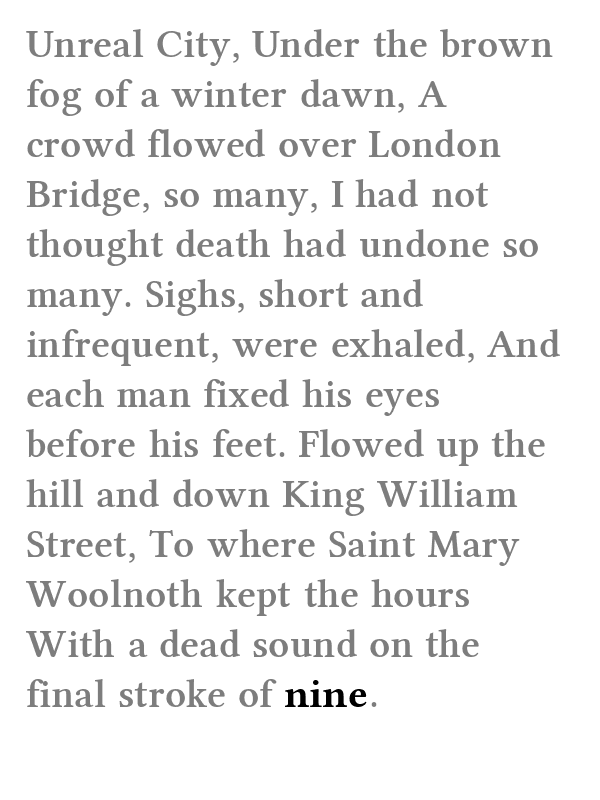 Unreal City, Under the brown
fog of a winter dawn, A
crowd flowed over London
Bridge, so many, I had not
thought death had undone so
many. Sighs, short and
infrequent, were exhaled, And
each man fixed his eyes
before his feet. Flowed up the
hill and down King William
Street, To where Saint Mary
Woolnoth kept the hours
With a dead sound on the
final stroke of nine.